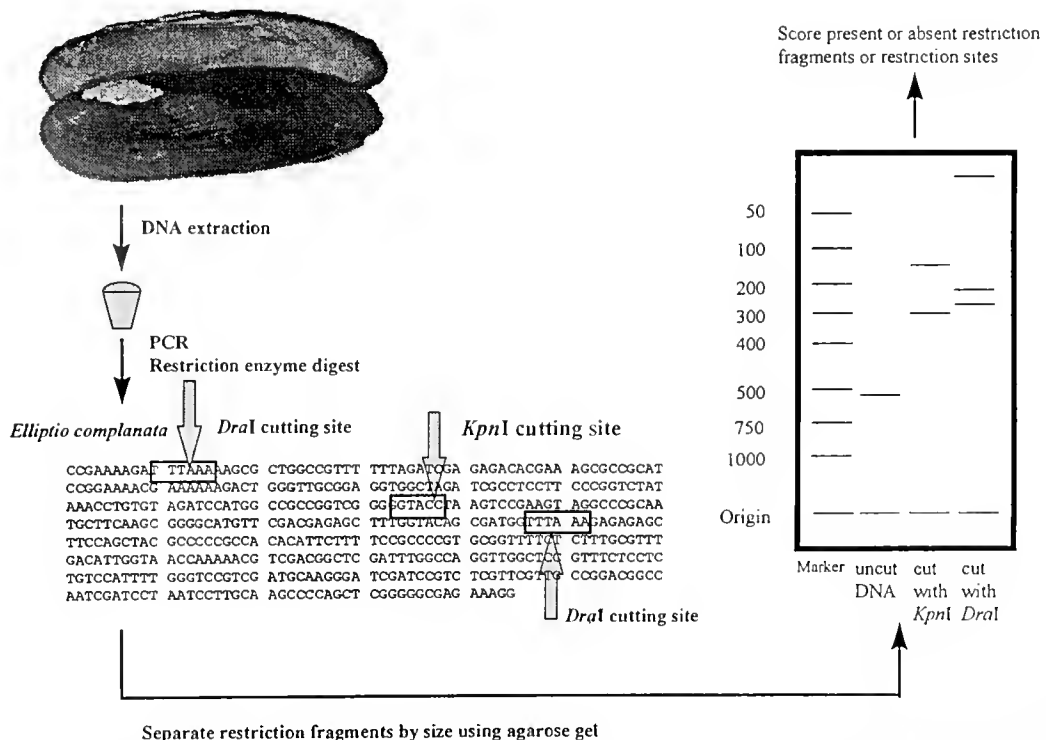 Score present or absent restriction
fragments or restriction sites
DNA extraction
PCR
Restriction enzyme digest
Elliptio complanata
DraI cutting site
KpnI cutting site
CCGAAAAGAT TTAAAAAGCG CTGGCCGTTT TTTAGATCGA GAGACACGAA AGCGCCGCAT
CCGGAAAACG AAAAAAGACT GGGTTGCGGA GGTGGCTAGA TCGCCTCCTT CCCGGTCTAT
AAACCTGTGT AGATCCATGG CCGCCGGTCG GGGGTACCTA AGTCCGAAGT AGGCCCGCAA
TGCTTCAAGC GGGGCATGTT CGACGAGAGC TTTGGTACAG CGATGGTTTA AAGAGAGAGC
TTCCAGCTAC GCCCCCGCCA CACATTCTTT TCCGCCCCGT GCGGTTTTGT CTTTGCGTTT
GACATTGGTA ACCAAAAACG TCGACGGCTC GATTTGGCCA GGTTGGCTCG GTTTCTCCTC
TGTCCATTTT GGGTCCGTCG ATGCAAGGGA TCGATCCGTC TCGTTCGTTG CCGGACGGCC
AATCGATCCT AATCCTTGCA AGCCCCAGCT CGGGGGCGAG AAAGG
DraI cutting site
50
100
200
300
400
500
750
1000
Origin
Marker
uncut
DNA
cut
with
KpnI
cut
with
DraI
Separate restriction fragments by size using agarose gel